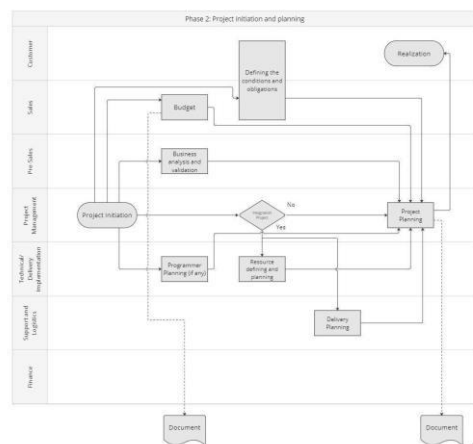 Phase 2: Project initiation and planning
Customer
Realization
Defining the
conditions and
obligations
Sales
Budget
Pre-Sales
Business
analysis and
validation
Project
Management
Project Initiation
Integration
Project
No
Yes
Project
Planning
Technical/
Delivery
Implementation
Programmer
Planning (if any)
Resource
defining and
planning
Support and
Logistics
Delivery
Planning
Finance
Document
Document